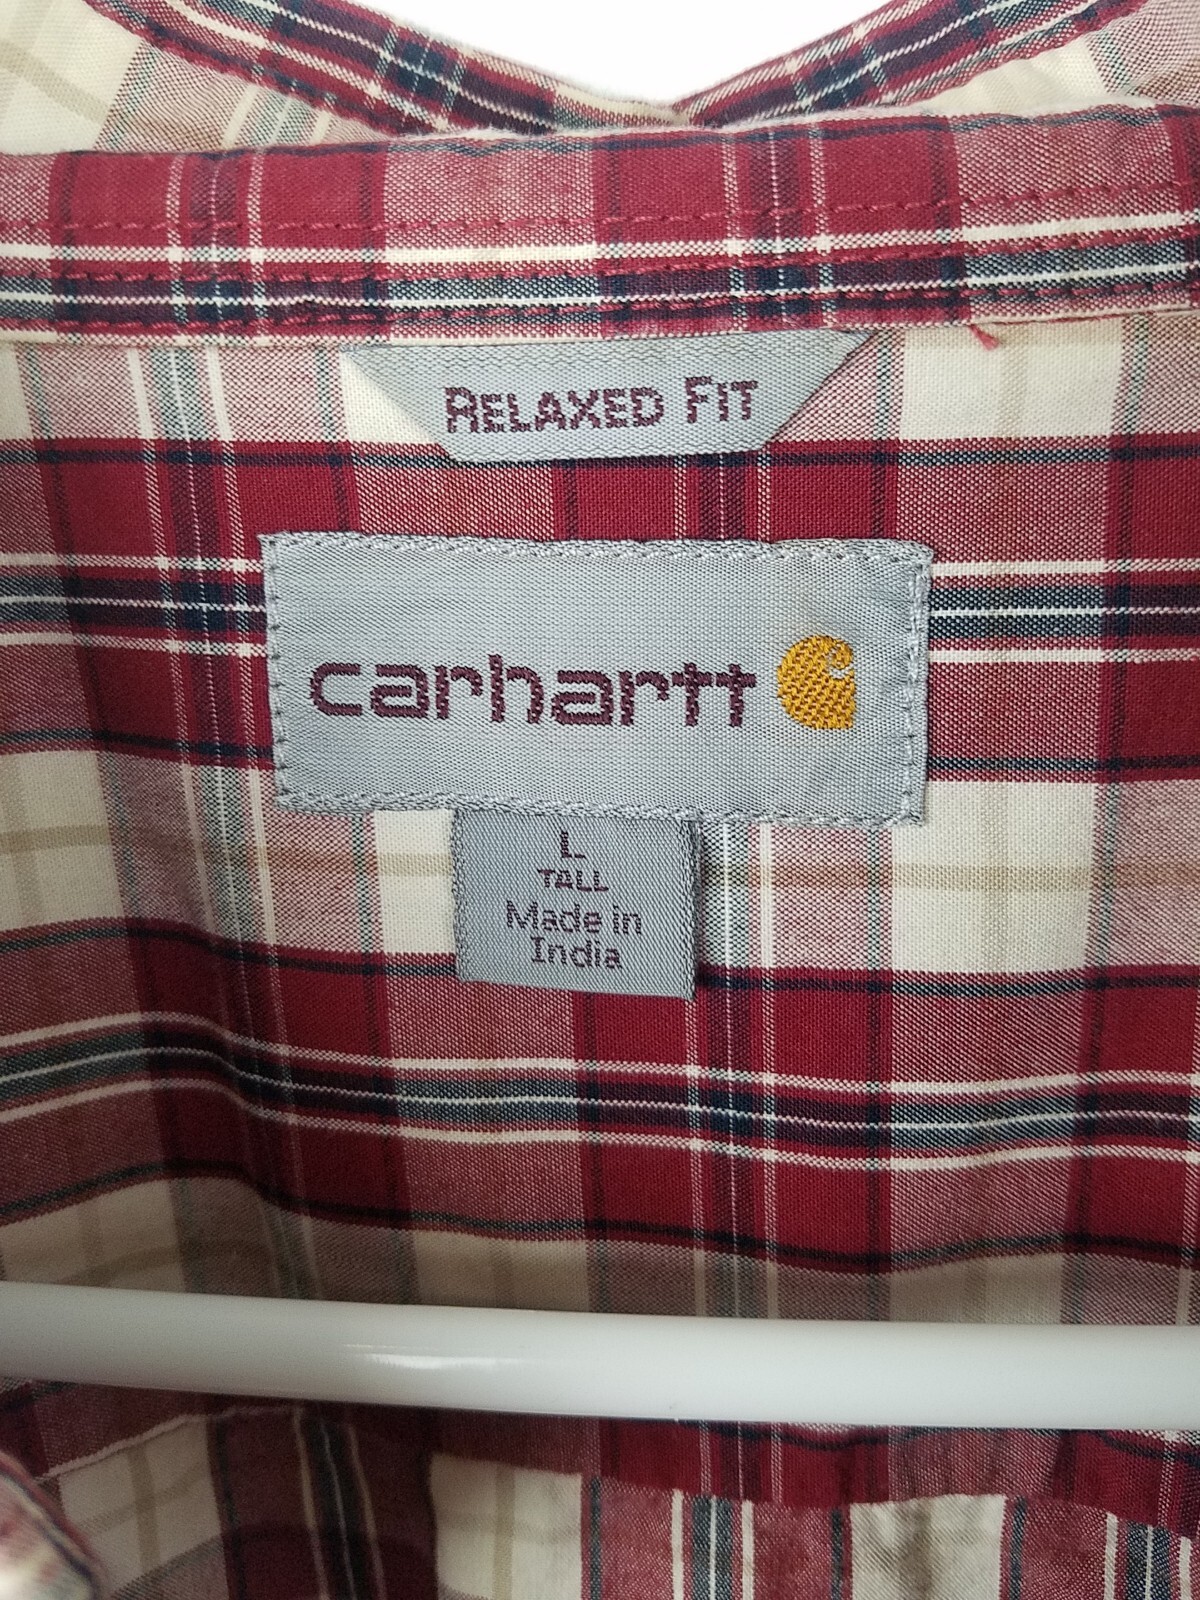 RELAXED FIT
carhartt
L
TALL
Made in
India